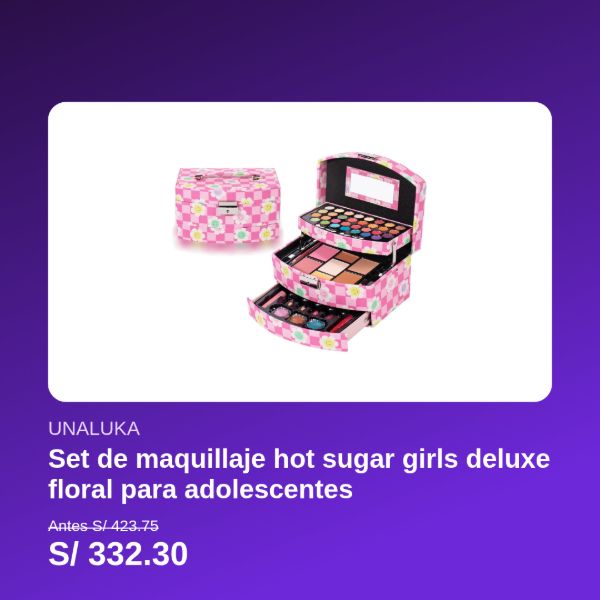 UNALUKA
Set de maquillaje hot sugar girls deluxe
floral para adolescentes
Antes S/ 423.75
S/ 332.30